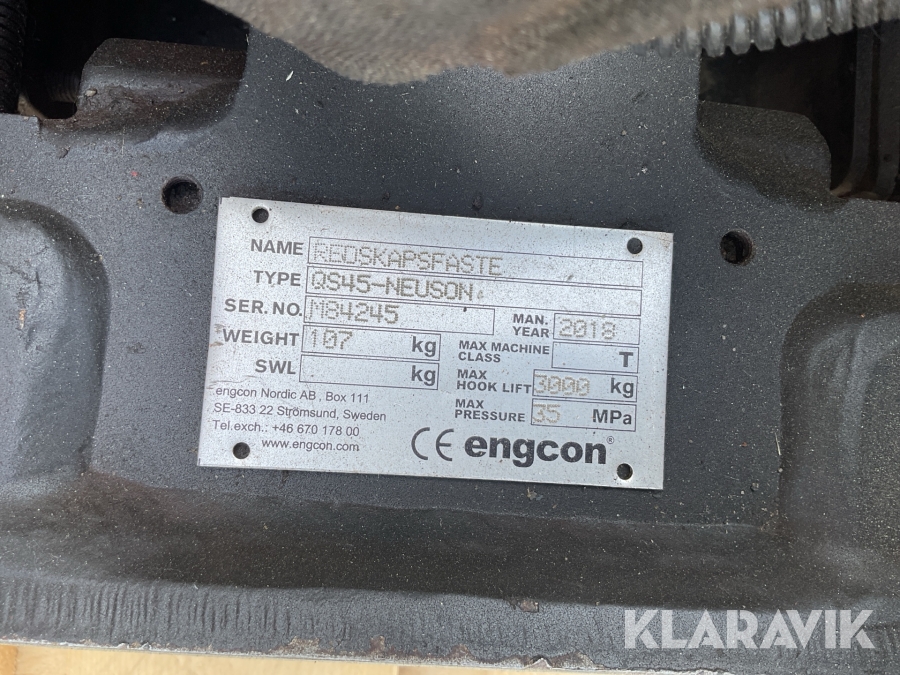 NAME REDSKAPSFASTE
TYPE QS45-NEUSON
SER. NO. M84245 MAN. YEAR 2018
WEIGHT 107 kg MAX MACHINE CLASS T
SWL kg MAX HOOK LIFT 3000 kg
MAX PRESSURE 35 MPa
engcon Nordic AB, Box 111
SE-833 22 Strömsund, Sweden
Tel.exch.: +46 670 178 00
www.engcon.com
CE engcon®
KLARAVIK